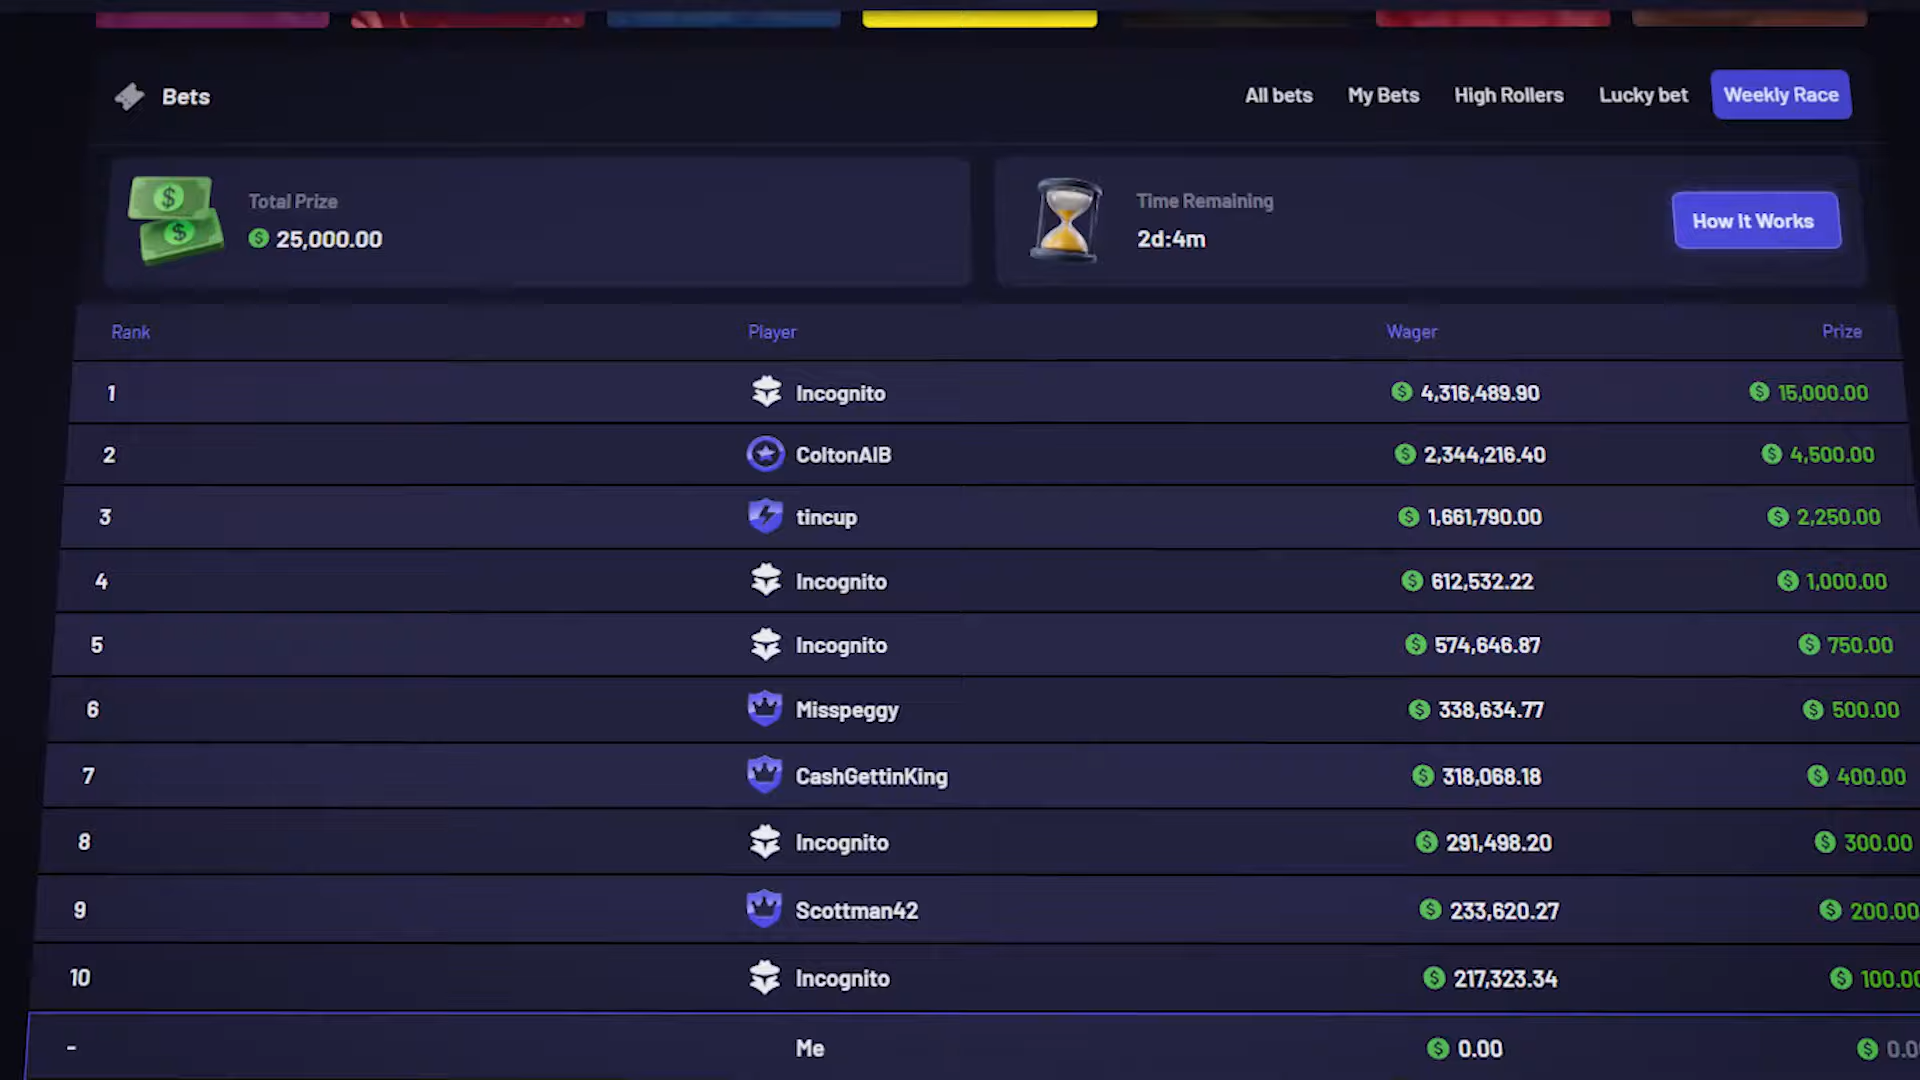 Bets
All bets My Bets High Rollers Lucky bet Weekly Race
Total Prize
25,000.00
Time Remaining
2d:4m
How It Works
Rank Player Wager Prize
1 Incognito 4,316,489.90 15,000.00
2 ColtonAIB 2,344,216.40 4,500.00
3 tincup 1,661,790.00 2,250.00
4 Incognito 612,532.22 1,000.00
5 Incognito 574,646.87 750.00
6 Misspeggy 338,634.77 500.00
7 CashGettinKing 318,068.18 400.00
8 Incognito 291,498.20 300.00
9 Scottman42 233,620.27 200.00
10 Incognito 217,323.34 100.00
- Me 0.00 0.0